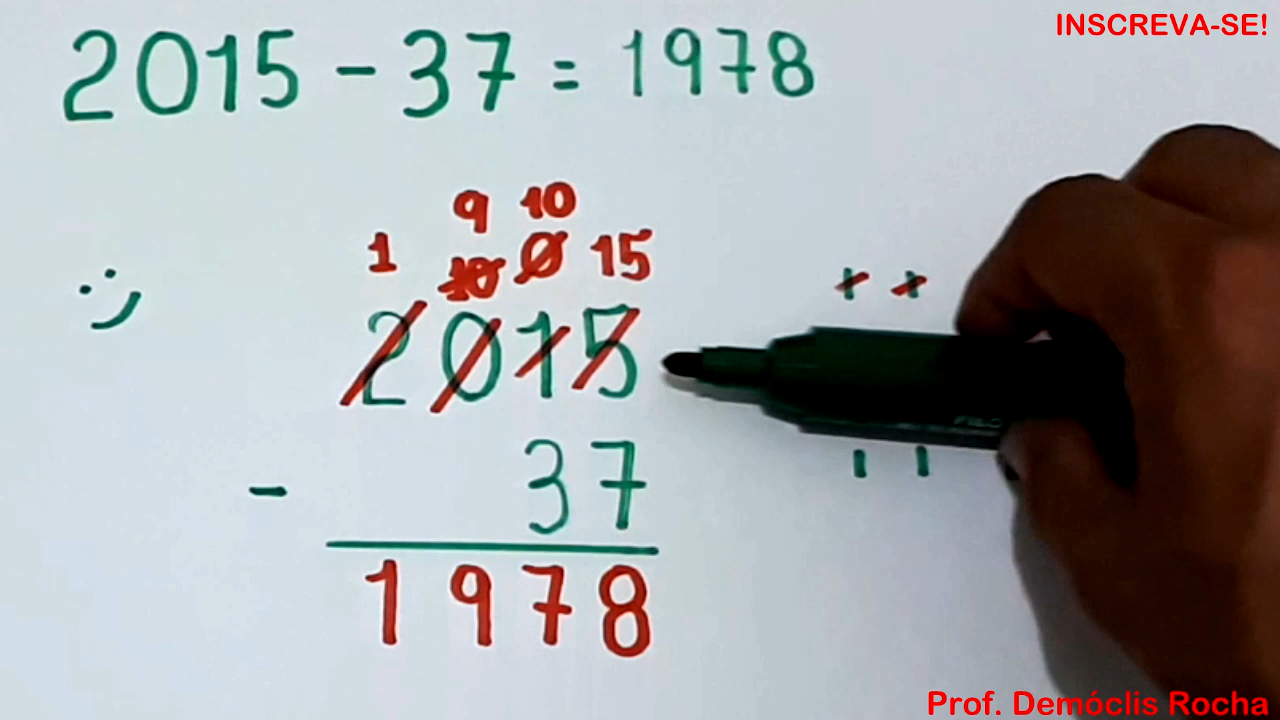 INSCREVA-SE!
2015 - 37 = 1978
9 10
1 10 0 15
2015
- 37
1978
Prof. Demóclis Rocha